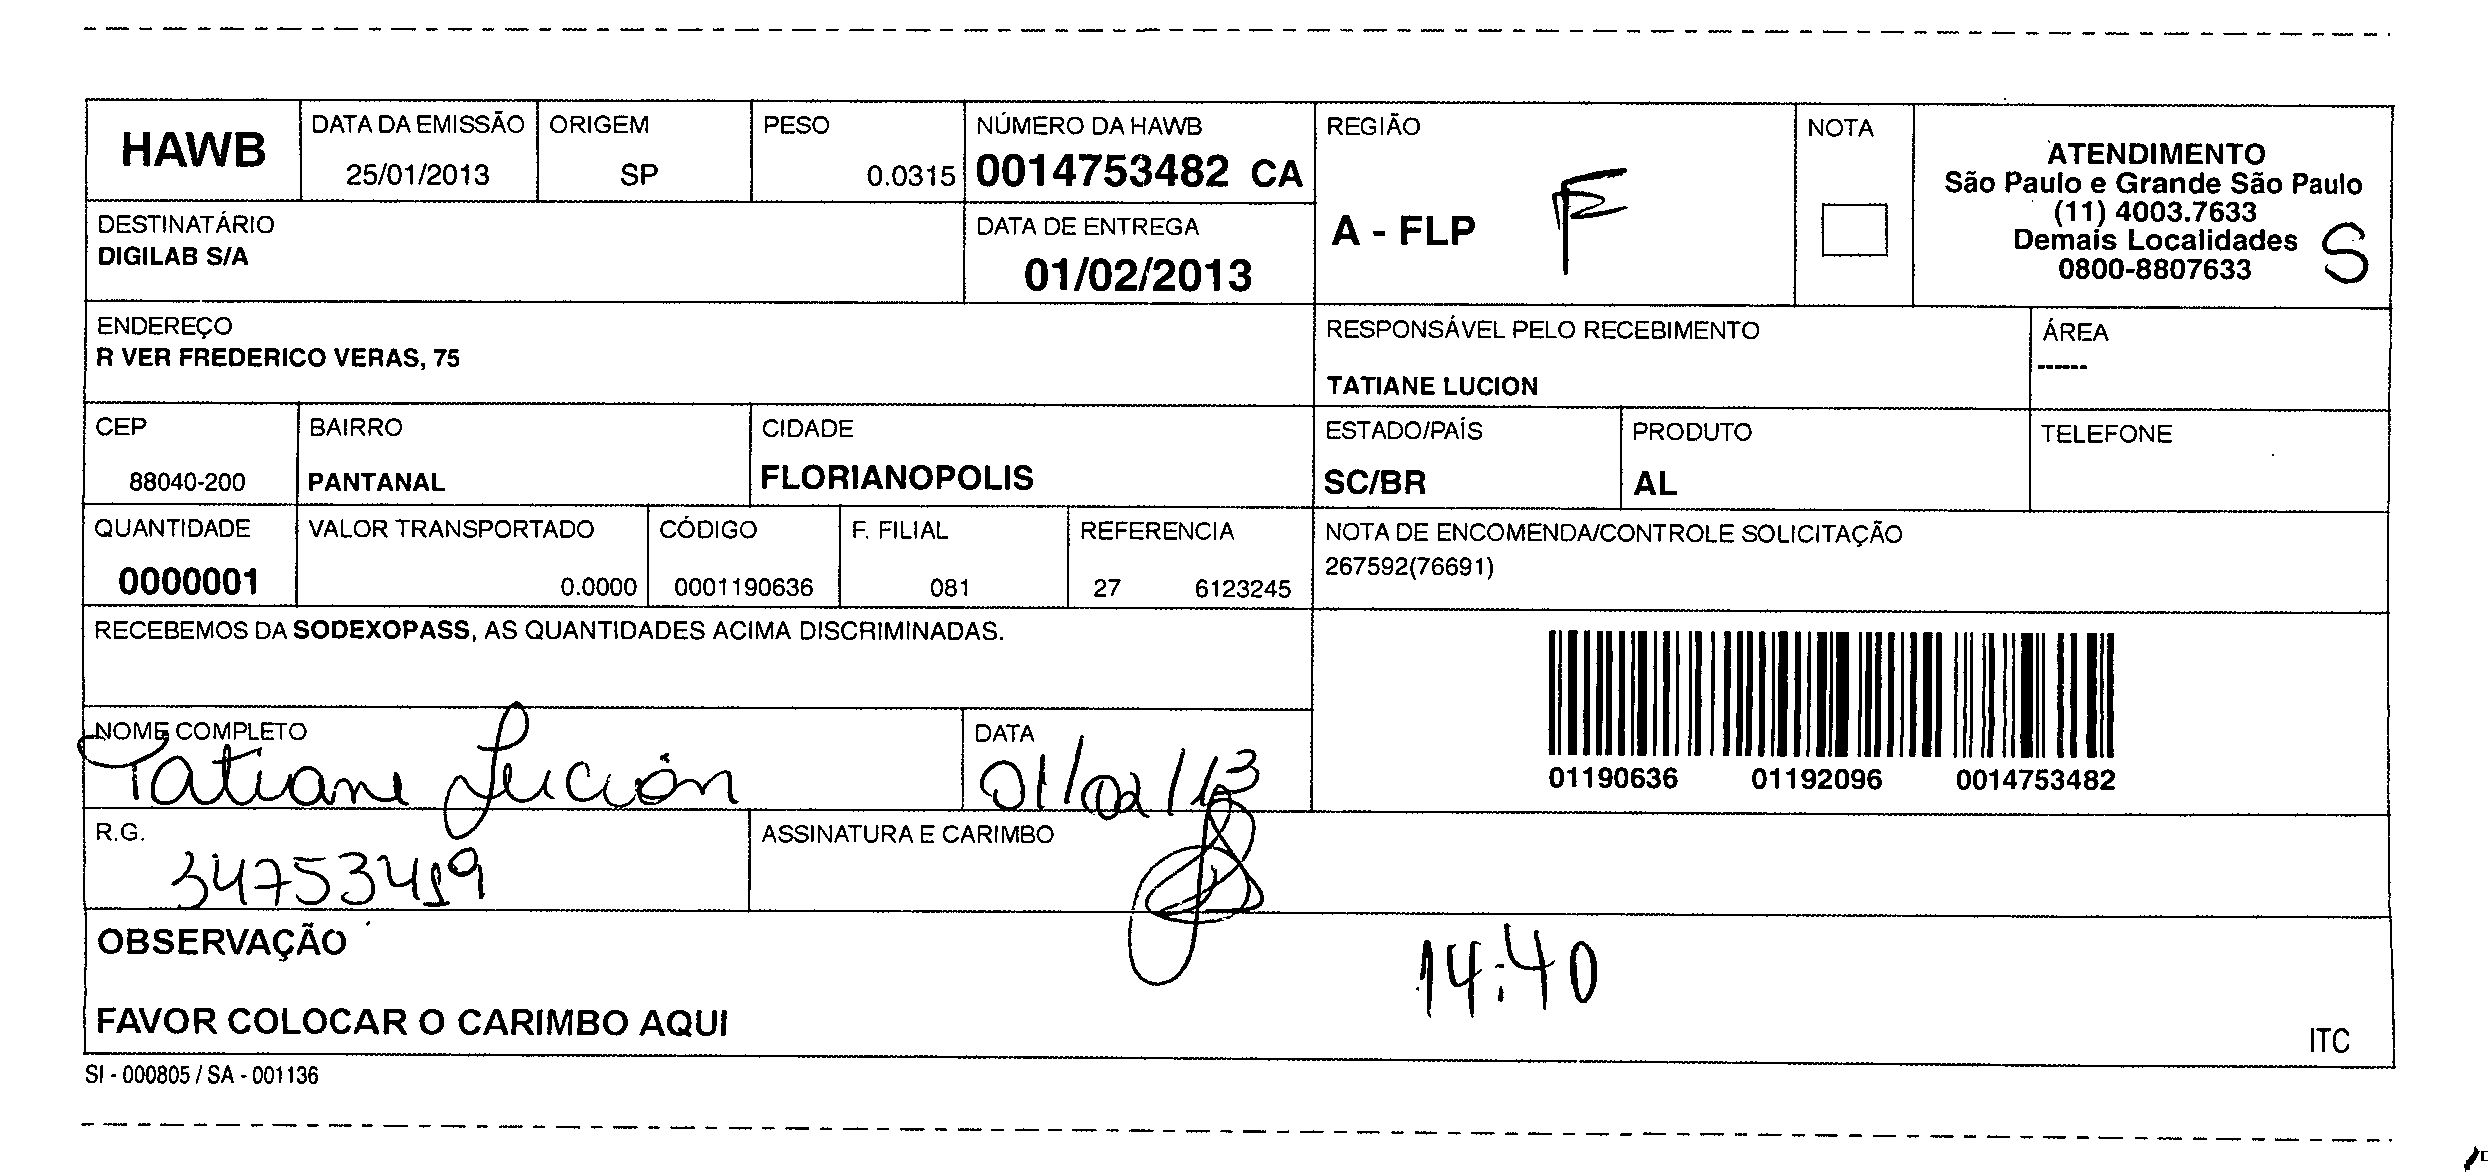 HAWB
DATA DA EMISSÃO
25/01/2013
ORIGEM
SP
PESO
0.0315
NÚMERO DA HAWB
0014753482 CA
REGIÃO
A - FLP
F
NOTA
ATENDIMENTO
São Paulo e Grande São Paulo
(11) 4003.7633
Demais Localidades
0800-8807633
S
DESTINATÁRIO
DIGILAB S/A
DATA DE ENTREGA
01/02/2013
ENDEREÇO
R VER FREDERICO VERAS, 75
RESPONSÁVEL PELO RECEBIMENTO
TATIANE LUCION
ÁREA
------
CEP
88040-200
BAIRRO
PANTANAL
CIDADE
FLORIANOPOLIS
ESTADO/PAÍS
SC/BR
PRODUTO
AL
TELEFONE
QUANTIDADE
0000001
VALOR TRANSPORTADO
0.0000
CÓDIGO
0001190636
F. FILIAL
081
REFERENCIA
27 6123245
NOTA DE ENCOMENDA/CONTROLE SOLICITAÇÃO
267592(76691)
RECEBEMOS DA SODEXOPASS, AS QUANTIDADES ACIMA DISCRIMINADAS.
01190636 01192096 0014753482
NOME COMPLETO
Tatiane Lucion
DATA
01/02/13
R.G.
34753419
ASSINATURA E CARIMBO
OBSERVAÇÃO
14:40
FAVOR COLOCAR O CARIMBO AQUI
ITC
SI - 000805 / SA - 001136